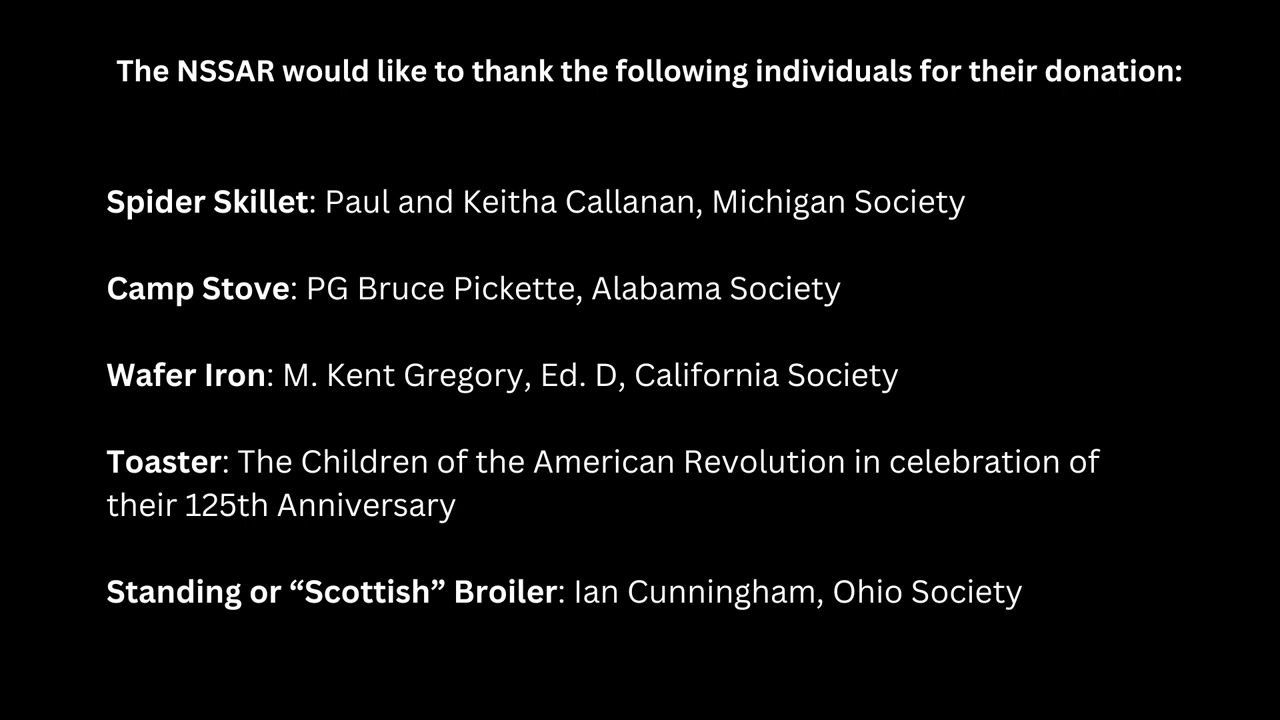 The NSSAR would like to thank the following individuals for their donation:
Spider Skillet: Paul and Keitha Callanan, Michigan Society
Camp Stove: PG Bruce Pickette, Alabama Society
Wafer Iron: M. Kent Gregory, Ed. D, California Society
Toaster: The Children of the American Revolution in celebration of
their 125th Anniversary
Standing or “Scottish” Broiler: Ian Cunningham, Ohio Society